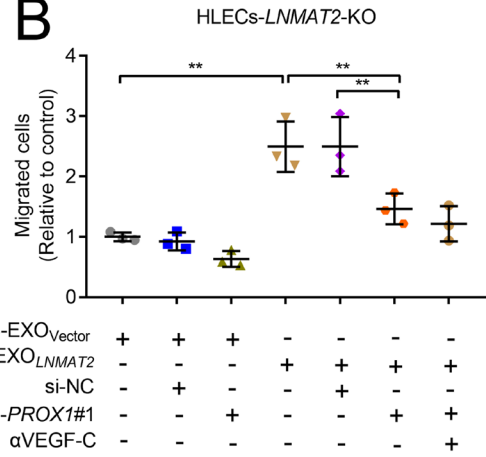 B
HLECs-LNMAT2-KO
Migrated cells
(Relative to control)
4
3
2
1
0
**
**
**
-EXOVector + + + - - - -
EXOLNMAT2 - - - + + + +
si-NC - + - - + - -
-PROX1#1 - - + - - + +
αVEGF-C - - - - - - +